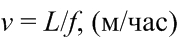 v = L/f, (м/час)